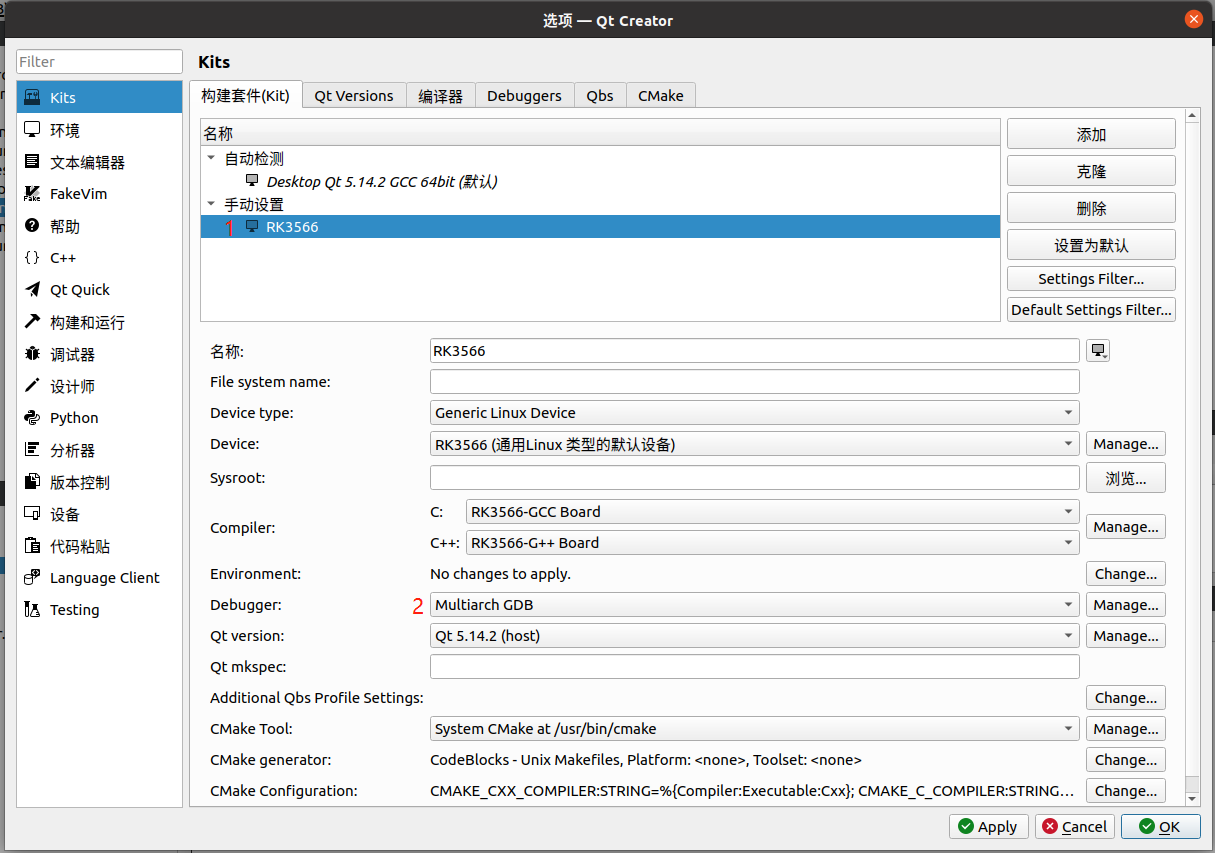 选项 — Qt Creator
Filter
Kits
环境
文本编辑器
FakeVim
帮助
C++
Qt Quick
构建和运行
调试器
设计师
Python
分析器
版本控制
设备
代码粘贴
Language Client
Testing
Kits
构建套件(Kit) Qt Versions 编译器 Debuggers Qbs CMake
名称
自动检测
Desktop Qt 5.14.2 GCC 64bit (默认)
手动设置
1 RK3566
添加
克隆
删除
设置为默认
Settings Filter...
Default Settings Filter...
名称: RK3566
File system name:
Device type: Generic Linux Device
Device: RK3566 (通用Linux 类型的默认设备) Manage...
Sysroot: 浏览...
Compiler: C: RK3566-GCC Board
C++: RK3566-G++ Board Manage...
Environment: No changes to apply. Change...
Debugger: 2 Multiarch GDB Manage...
Qt version: Qt 5.14.2 (host) Manage...
Qt mkspec:
Additional Qbs Profile Settings: Change...
CMake Tool: System CMake at /usr/bin/cmake Manage...
CMake generator: CodeBlocks - Unix Makefiles, Platform: <none>, Toolset: <none> Change...
CMake Configuration: CMAKE_CXX_COMPILER:STRING=%{Compiler:Executable:Cxx}; CMAKE_C_COMPILER:STRING... Change...
Apply Cancel OK